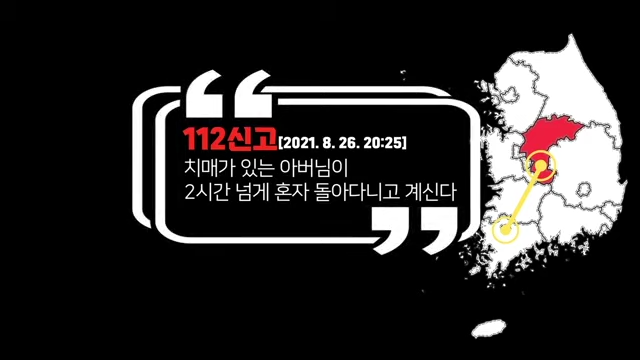 112신고[2021. 8. 26. 20:25]
치매가 있는 아버님이
2시간 넘게 혼자 돌아다니고 계신다